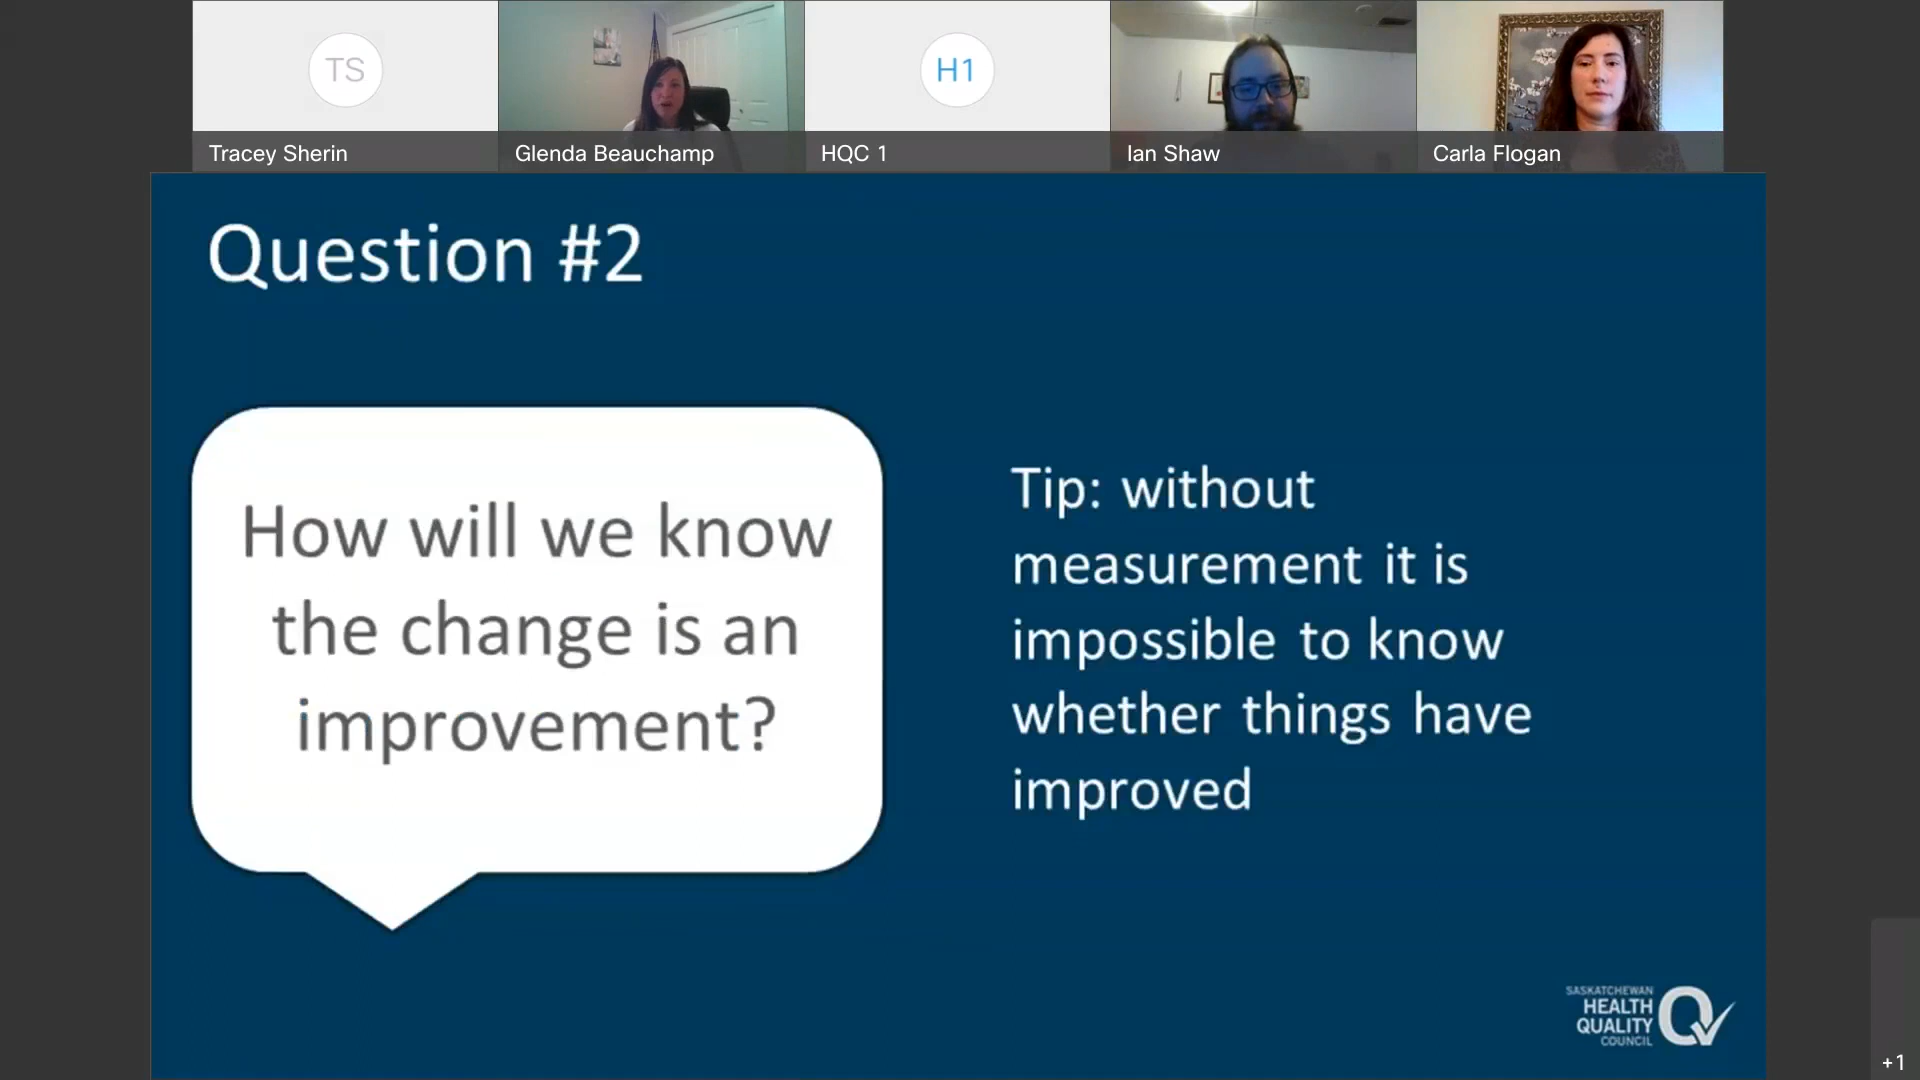 TS
H1
Tracey Sherin
Glenda Beauchamp
HQC 1
Ian Shaw
Carla Flogan
Question #2
How will we know
the change is an
improvement?
Tip: without
measurement it is
impossible to know
whether things have
improved
SASKATCHEWAN
HEALTH
QUALITY
COUNCIL
+1